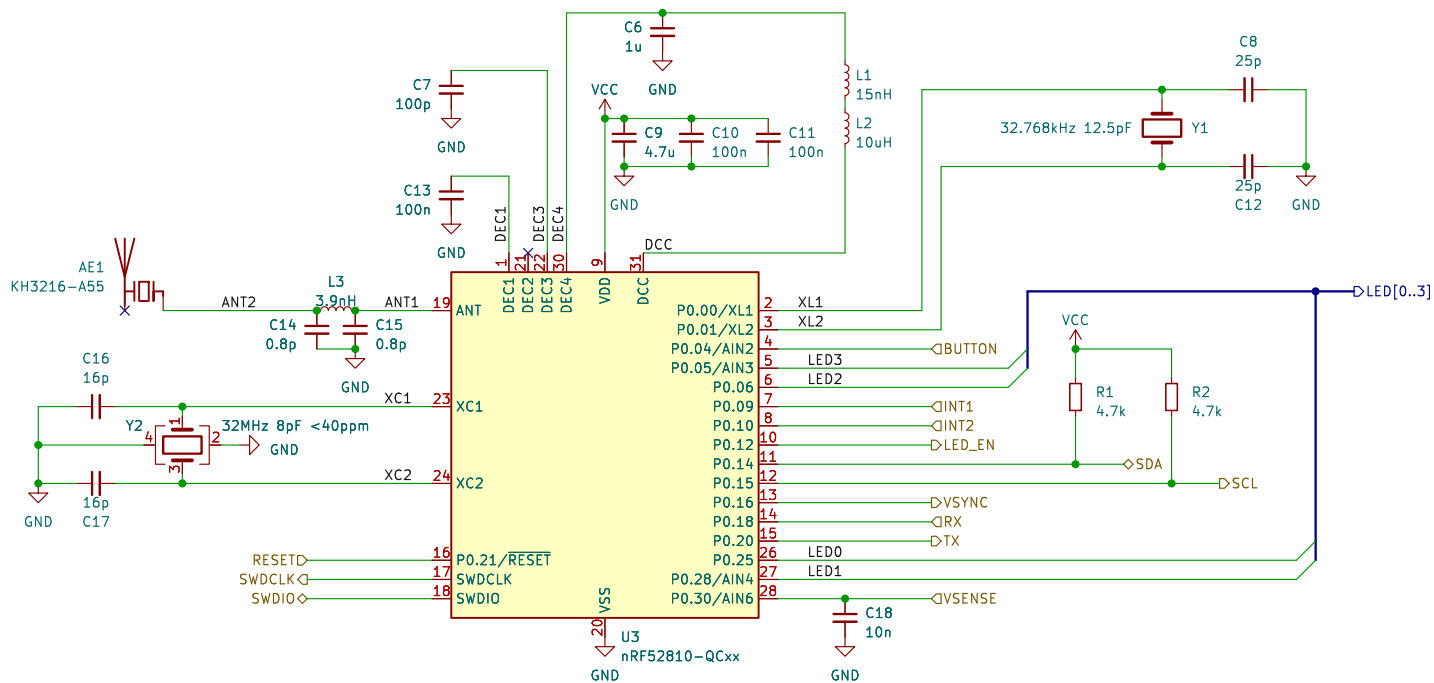 C6
1u
GND
C7
100p
GND
VCC
C9
4.7u
C10
100n
C11
100n
GND
L1
15nH
L2
10uH
C8
25p
32.768kHz 12.5pF
Y1
25p
C12
GND
C13
100n
GND
DEC1
DEC3
DEC4
DCC
1
21
22
30
9
31
DEC1
DEC2
DEC3
DEC4
VDD
DCC
AE1
KH3216-A55
ANT2
L3
3.9nH
ANT1
19
ANT
C14
0.8p
C15
0.8p
GND
C16
16p
XC1
23
XC1
Y2
1
4
2
3
32MHz 8pF <40ppm
GND
XC2
24
XC2
16p
C17
GND
RESET
16
P0.21/RESET
SWDCLK
17
SWDCLK
SWDIO
18
SWDIO
VSS
20
GND
U3
nRF52810-QCxx
P0.00/XL1
2
XL1
P0.01/XL2
3
XL2
P0.04/AIN2
4
BUTTON
P0.05/AIN3
5
LED3
P0.06
6
LED2
P0.09
7
INT1
P0.10
8
INT2
P0.12
10
LED_EN
P0.14
11
SDA
P0.15
12
SCL
P0.16
13
VSYNC
P0.18
14
RX
P0.20
15
TX
P0.25
26
LED0
P0.28/AIN4
27
LED1
P0.30/AIN6
28
VSENSE
C18
10n
GND
VCC
R1
4.7k
R2
4.7k
LED[0..3]